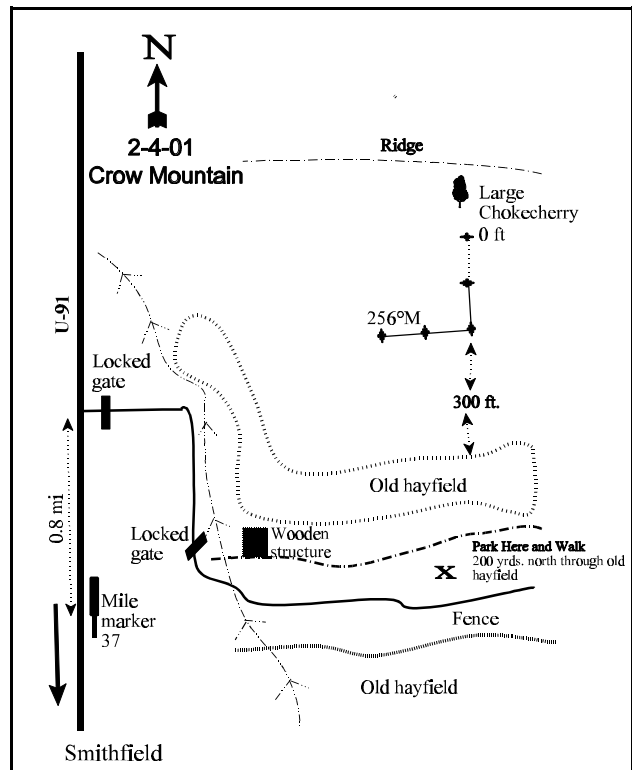 N
2-4-01
Crow Mountain
Ridge
Large
Chokecherry
0 ft
U-91
256°M
Locked
gate
300 ft.
0.8 mi
Old hayfield
Locked
gate
Wooden
structure
Park Here and Walk
200 yrds. north through old
hayfield
X
Mile
marker
37
Fence
Old hayfield
Smithfield